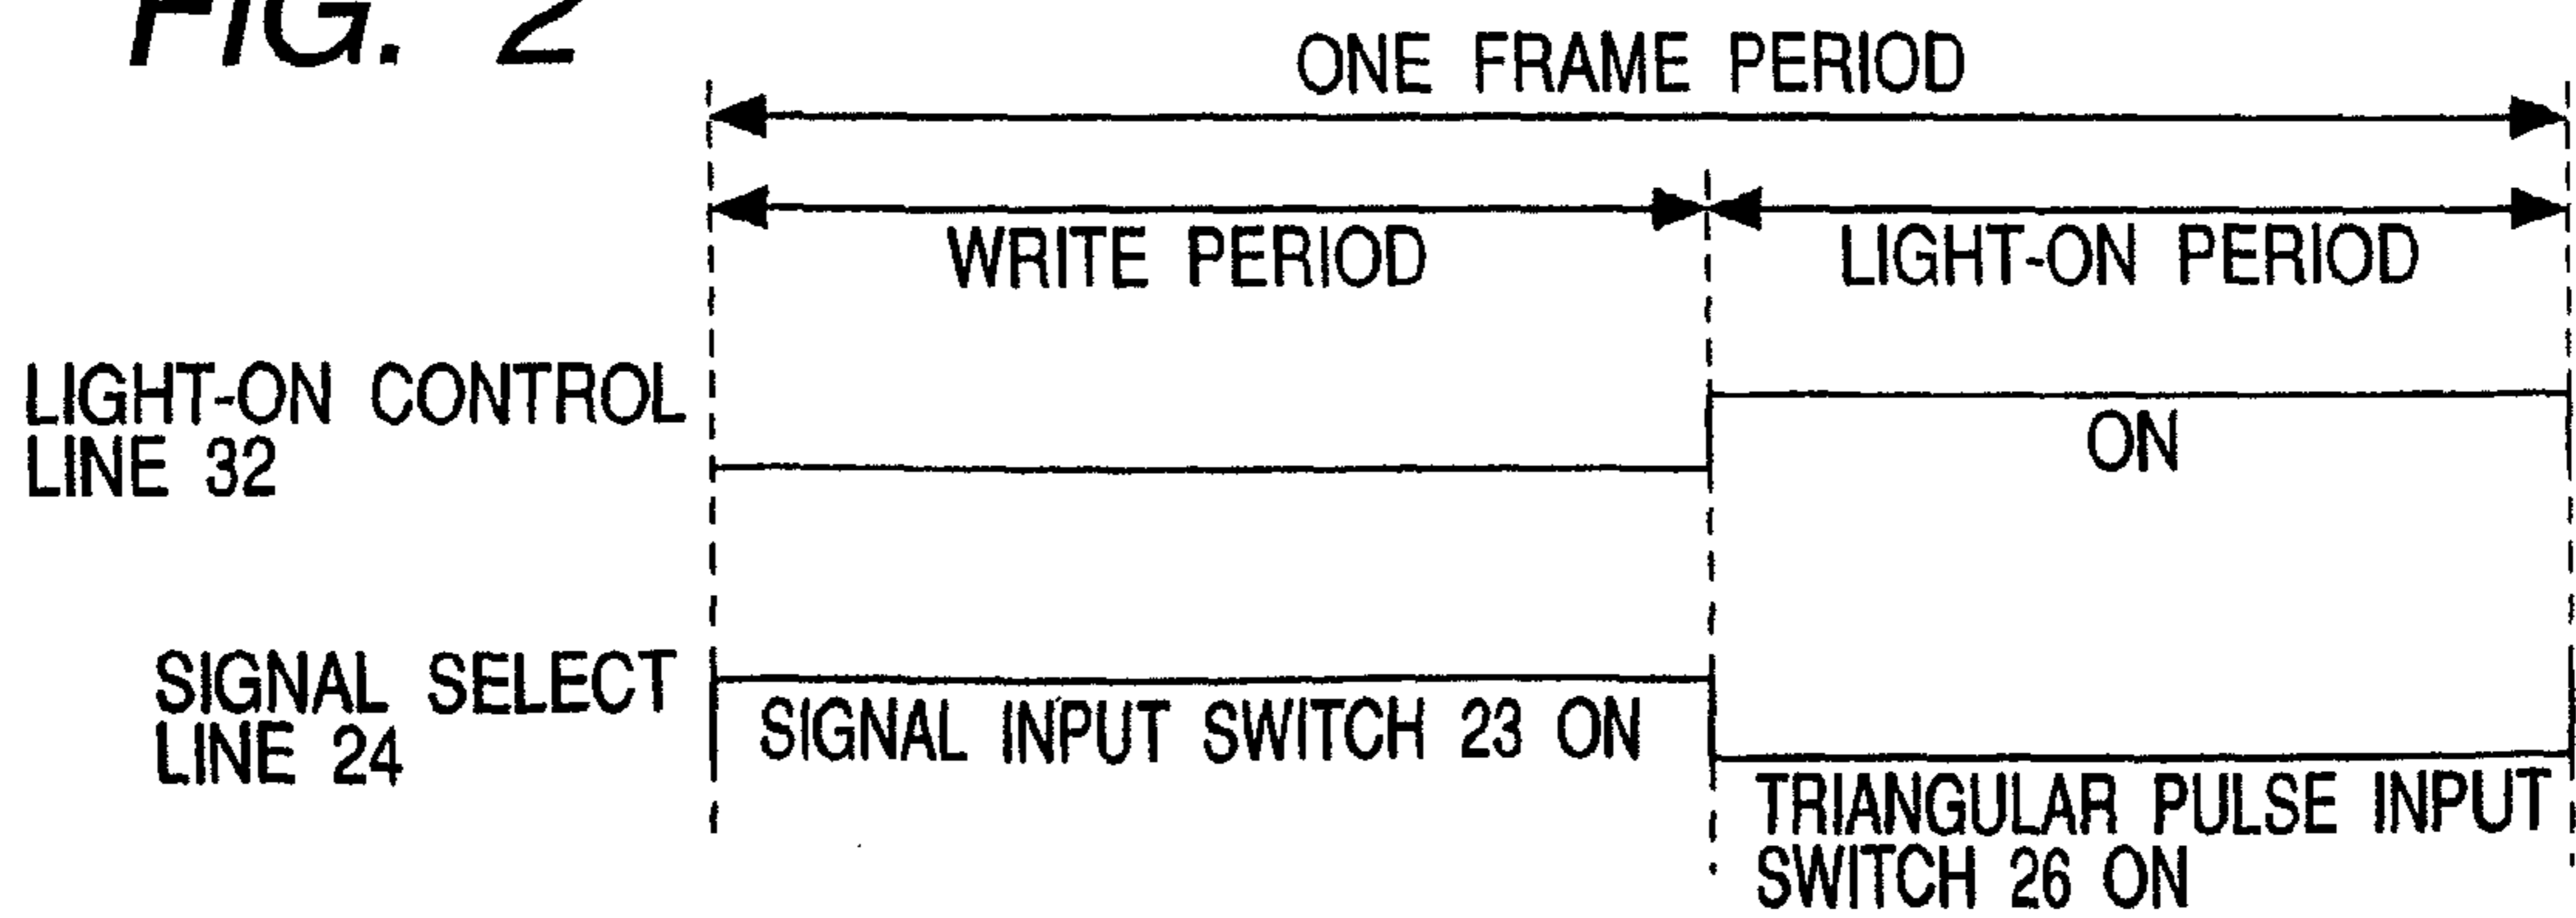 FIG. 2
ONE FRAME PERIOD
WRITE PERIOD
LIGHT-ON PERIOD
LIGHT-ON CONTROL
LINE 32
ON
SIGNAL SELECT
LINE 24
SIGNAL INPUT SWITCH 23 ON
TRIANGULAR PULSE INPUT
SWITCH 26 ON